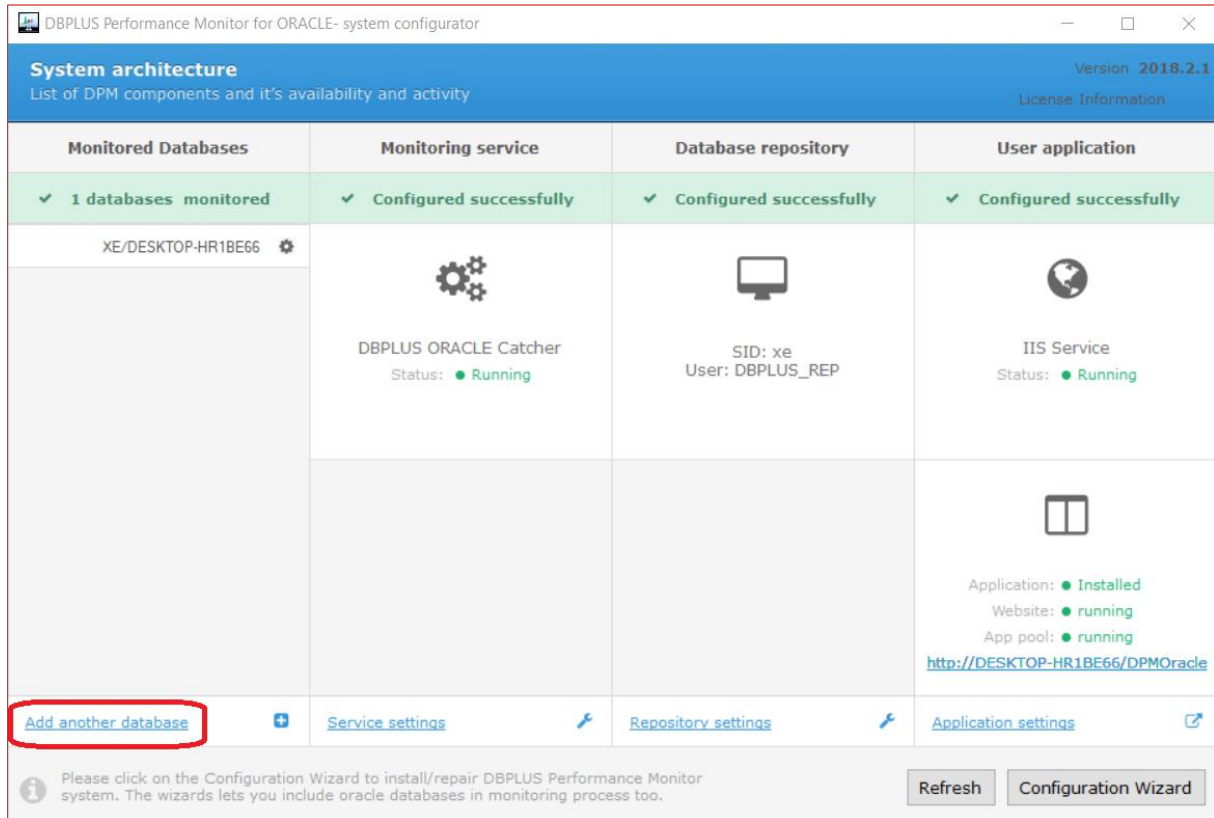 DBPLUS Performance Monitor for ORACLE- system configurator
System architecture
List of DPM components and it's availability and activity
Version 2018.2.1
License Information
Monitored Databases
Monitoring service
Database repository
User application
1 databases monitored
Configured successfully
Configured successfully
Configured successfully
XE/DESKTOP-HR1BE66
DBPLUS ORACLE Catcher
Status: Running
SID: xe
User: DBPLUS_REP
IIS Service
Status: Running
Application: Installed
Website: running
App pool: running
http://DESKTOP-HR1BE66/DPMOracle
Add another database
Service settings
Repository settings
Application settings
Please click on the Configuration Wizard to install/repair DBPLUS Performance Monitor
system. The wizards lets you include oracle databases in monitoring process too.
Refresh
Configuration Wizard